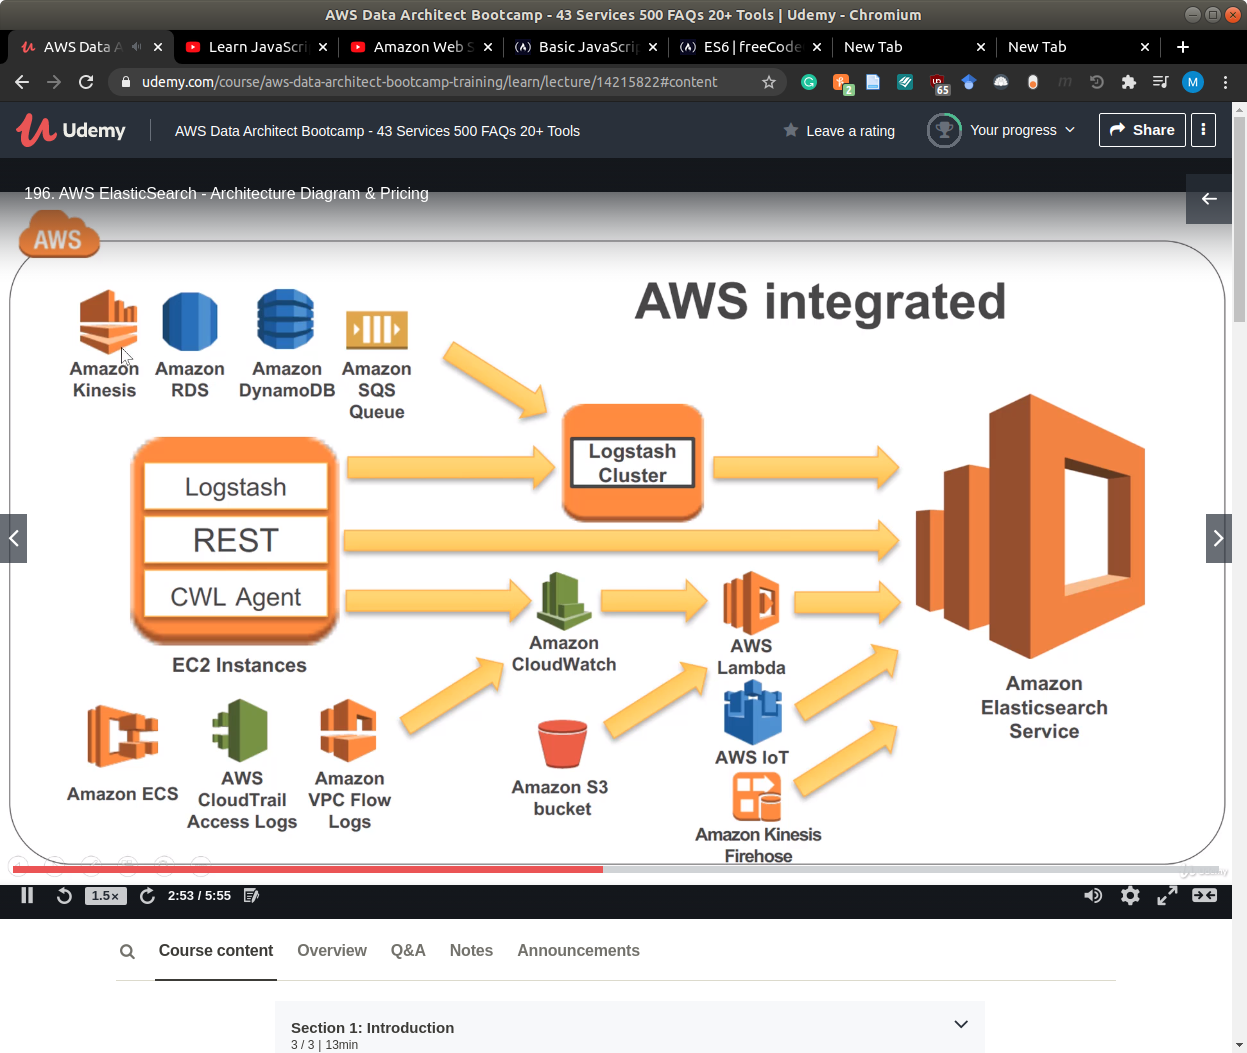 AWS Data Architect Bootcamp - 43 Services 500 FAQs 20+ Tools | Udemy - Chromium
AWS Data A
Learn JavaScri
Amazon Web S
Basic JavaScrip
ES6 | freeCode
New Tab
New Tab
udemy.com/course/aws-data-architect-bootcamp-training/learn/lecture/14215822#content
2
65
M
Udemy
AWS Data Architect Bootcamp - 43 Services 500 FAQs 20+ Tools
Leave a rating
Your progress
Share
196. AWS ElasticSearch - Architecture Diagram & Pricing
AWS
AWS integrated
Amazon Kinesis
Amazon RDS
Amazon DynamoDB
Amazon SQS Queue
Logstash Cluster
Logstash
REST
CWL Agent
EC2 Instances
Amazon CloudWatch
AWS Lambda
Amazon Elasticsearch Service
AWS IoT
Amazon ECS
AWS CloudTrail Access Logs
Amazon VPC Flow Logs
Amazon S3 bucket
Amazon Kinesis Firehose
1.5×
2:53 / 5:55
Course content
Overview
Q&A
Notes
Announcements
Section 1: Introduction
3 / 3 | 13min